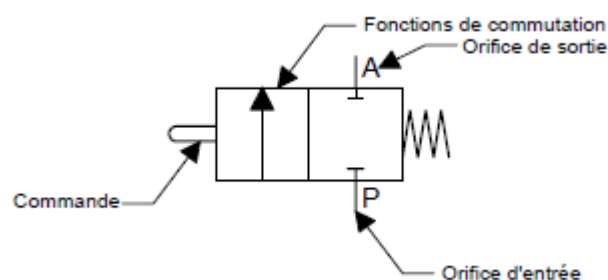 Fonctions de commutation
Orifice de sortie
A
Commande
P
Orifice d'entrée